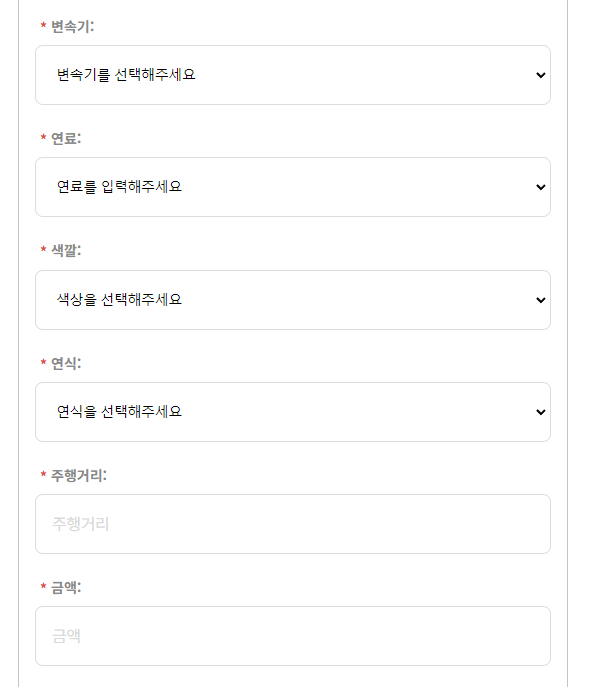 * 변속기:
변속기를 선택해주세요
* 연료:
연료를 입력해주세요
* 색깔:
색상을 선택해주세요
* 연식:
연식을 선택해주세요
* 주행거리:
주행거리
* 금액:
금액